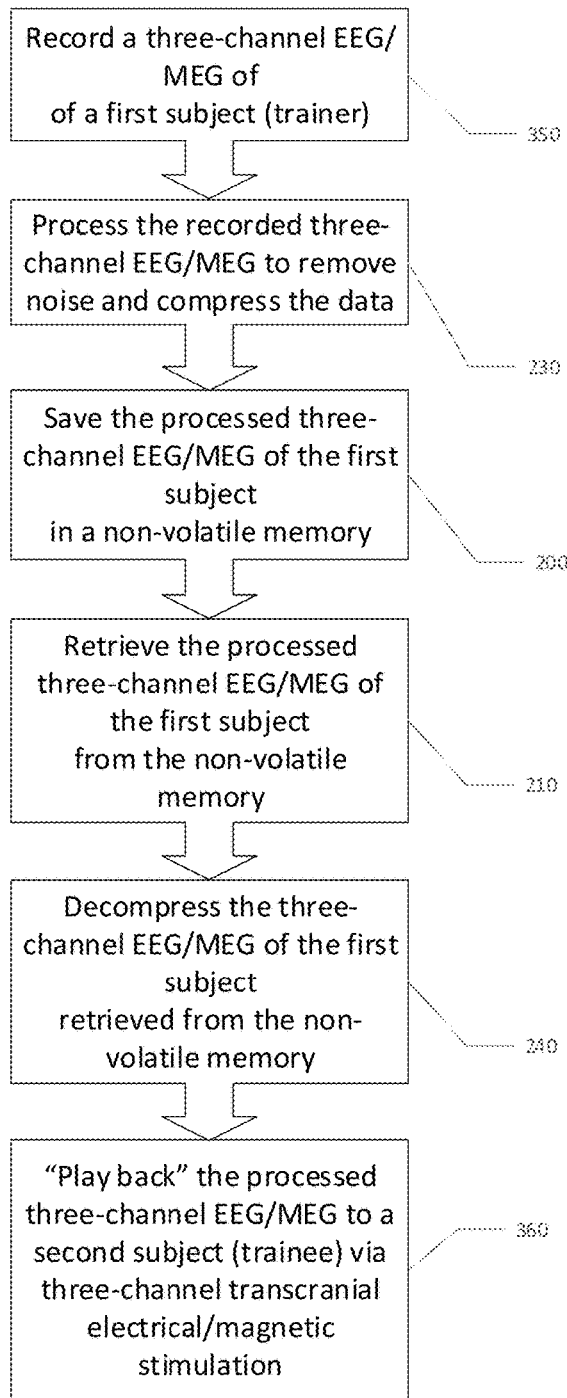 Record a three-channel EEG/
MEG of
of a first subject (trainer)
350
Process the recorded three-
channel EEG/MEG to remove
noise and compress the data
230
Save the processed three-
channel EEG/MEG of the first
subject
in a non-volatile memory
200
Retrieve the processed
three-channel EEG/MEG of
the first subject
from the non-volatile
memory
210
Decompress the three-
channel EEG/MEG of the first
subject
retrieved from the non-
volatile memory
240
“Play back” the processed
three-channel EEG/MEG to a
second subject (trainee) via
three-channel transcranial
electrical/magnetic
stimulation
360